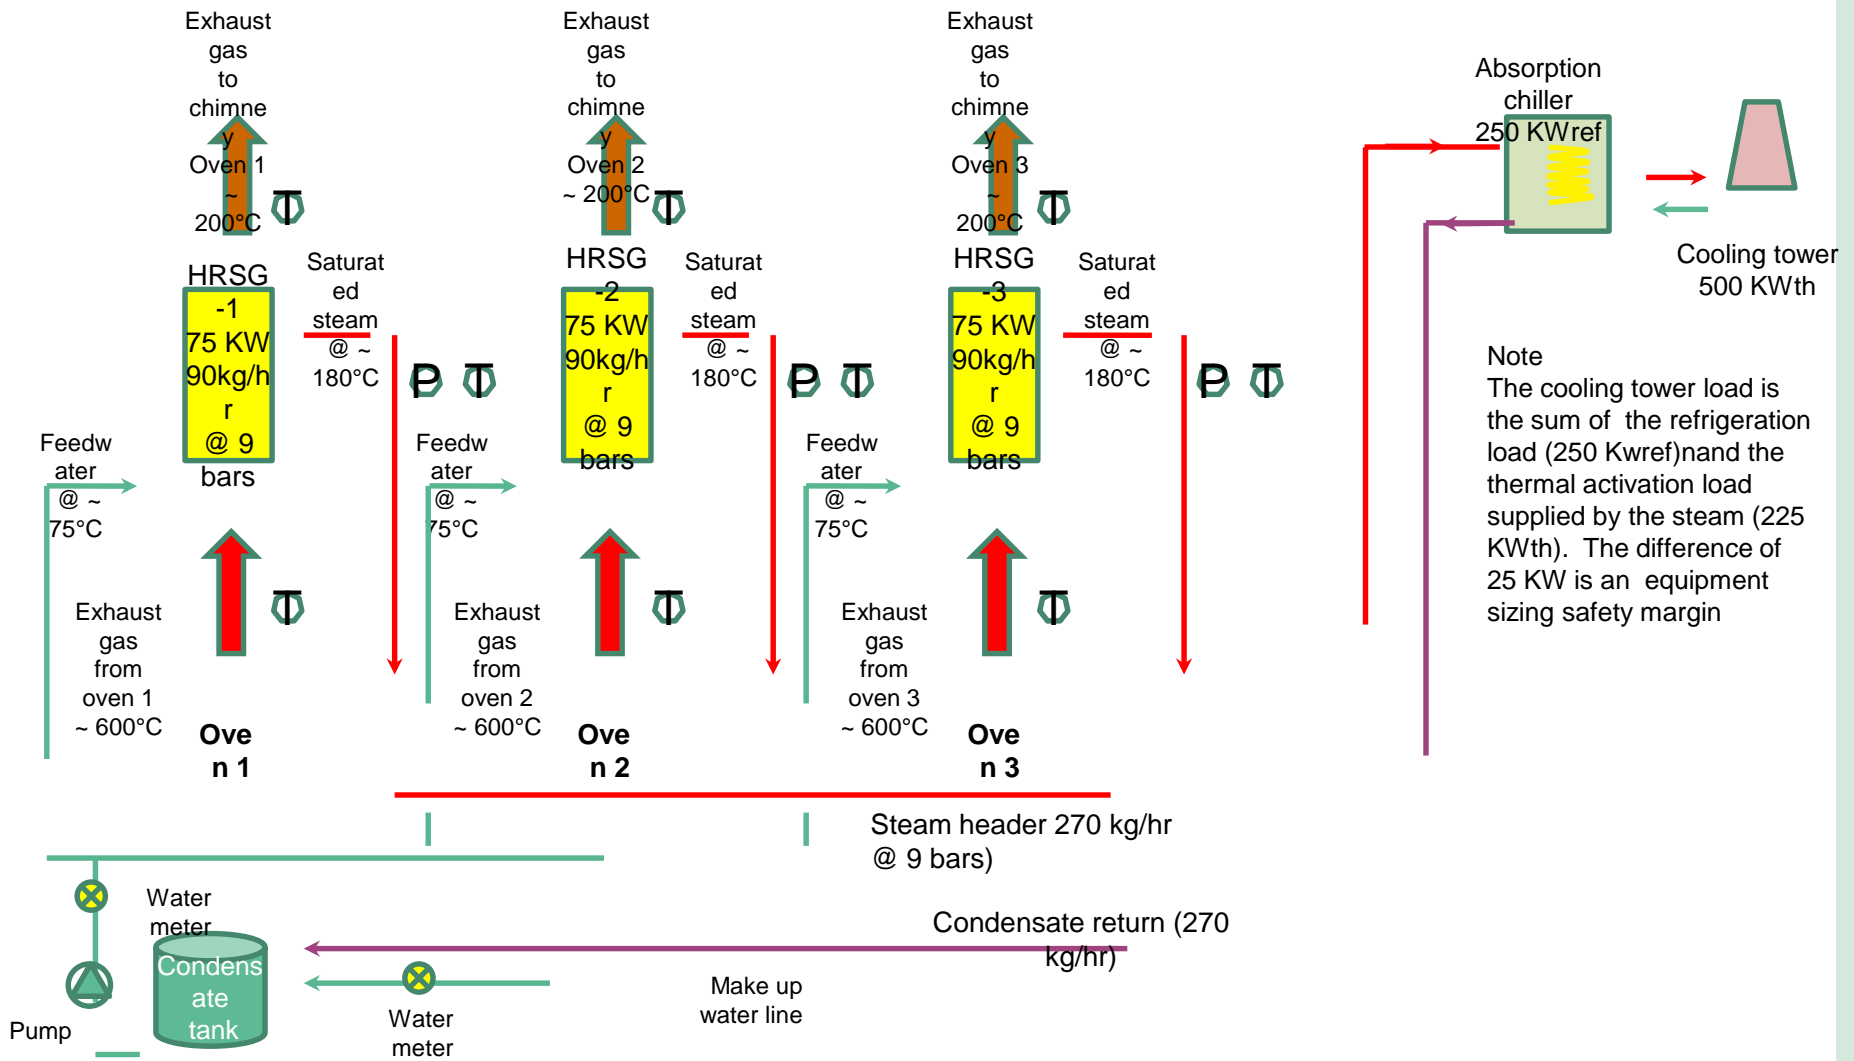 Exhaust
gas
to
chimne
y
Oven 1
~
200°C
T
Exhaust
gas
to
chimne
y
Oven 2
~ 200°C
T
Exhaust
gas
to
chimne
y
Oven 3
~
200°C
T
Absorption
chiller
250 KWref
Cooling tower
500 KWth
HRSG
-1
75 KW
90kg/h
r
@ 9
bars
Saturat
ed
steam
@ ~
180°C
P T
HRSG
-2
75 KW
90kg/h
r
@ 9
bars
Saturat
ed
steam
@ ~
180°C
P T
HRSG
-3
75 KW
90kg/h
r
@ 9
bars
Saturat
ed
steam
@ ~
180°C
P T
Note
The cooling tower load is
the sum of the refrigeration
load (250 Kwref)nand the
thermal activation load
supplied by the steam (225
KWth). The difference of
25 KW is an equipment
sizing safety margin
Feedw
ater
@ ~
75°C
Feedw
ater
@ ~
75°C
Feedw
ater
@ ~
75°C
T
T
T
Exhaust
gas
from
oven 1
~ 600°C
Exhaust
gas
from
oven 2
~ 600°C
Exhaust
gas
from
oven 3
~ 600°C
Ove
n 1
Ove
n 2
Ove
n 3
Steam header 270 kg/hr
@ 9 bars)
Water
meter
Condensate return (270
kg/hr)
Condens
ate
tank
Make up
water line
Pump
Water
meter